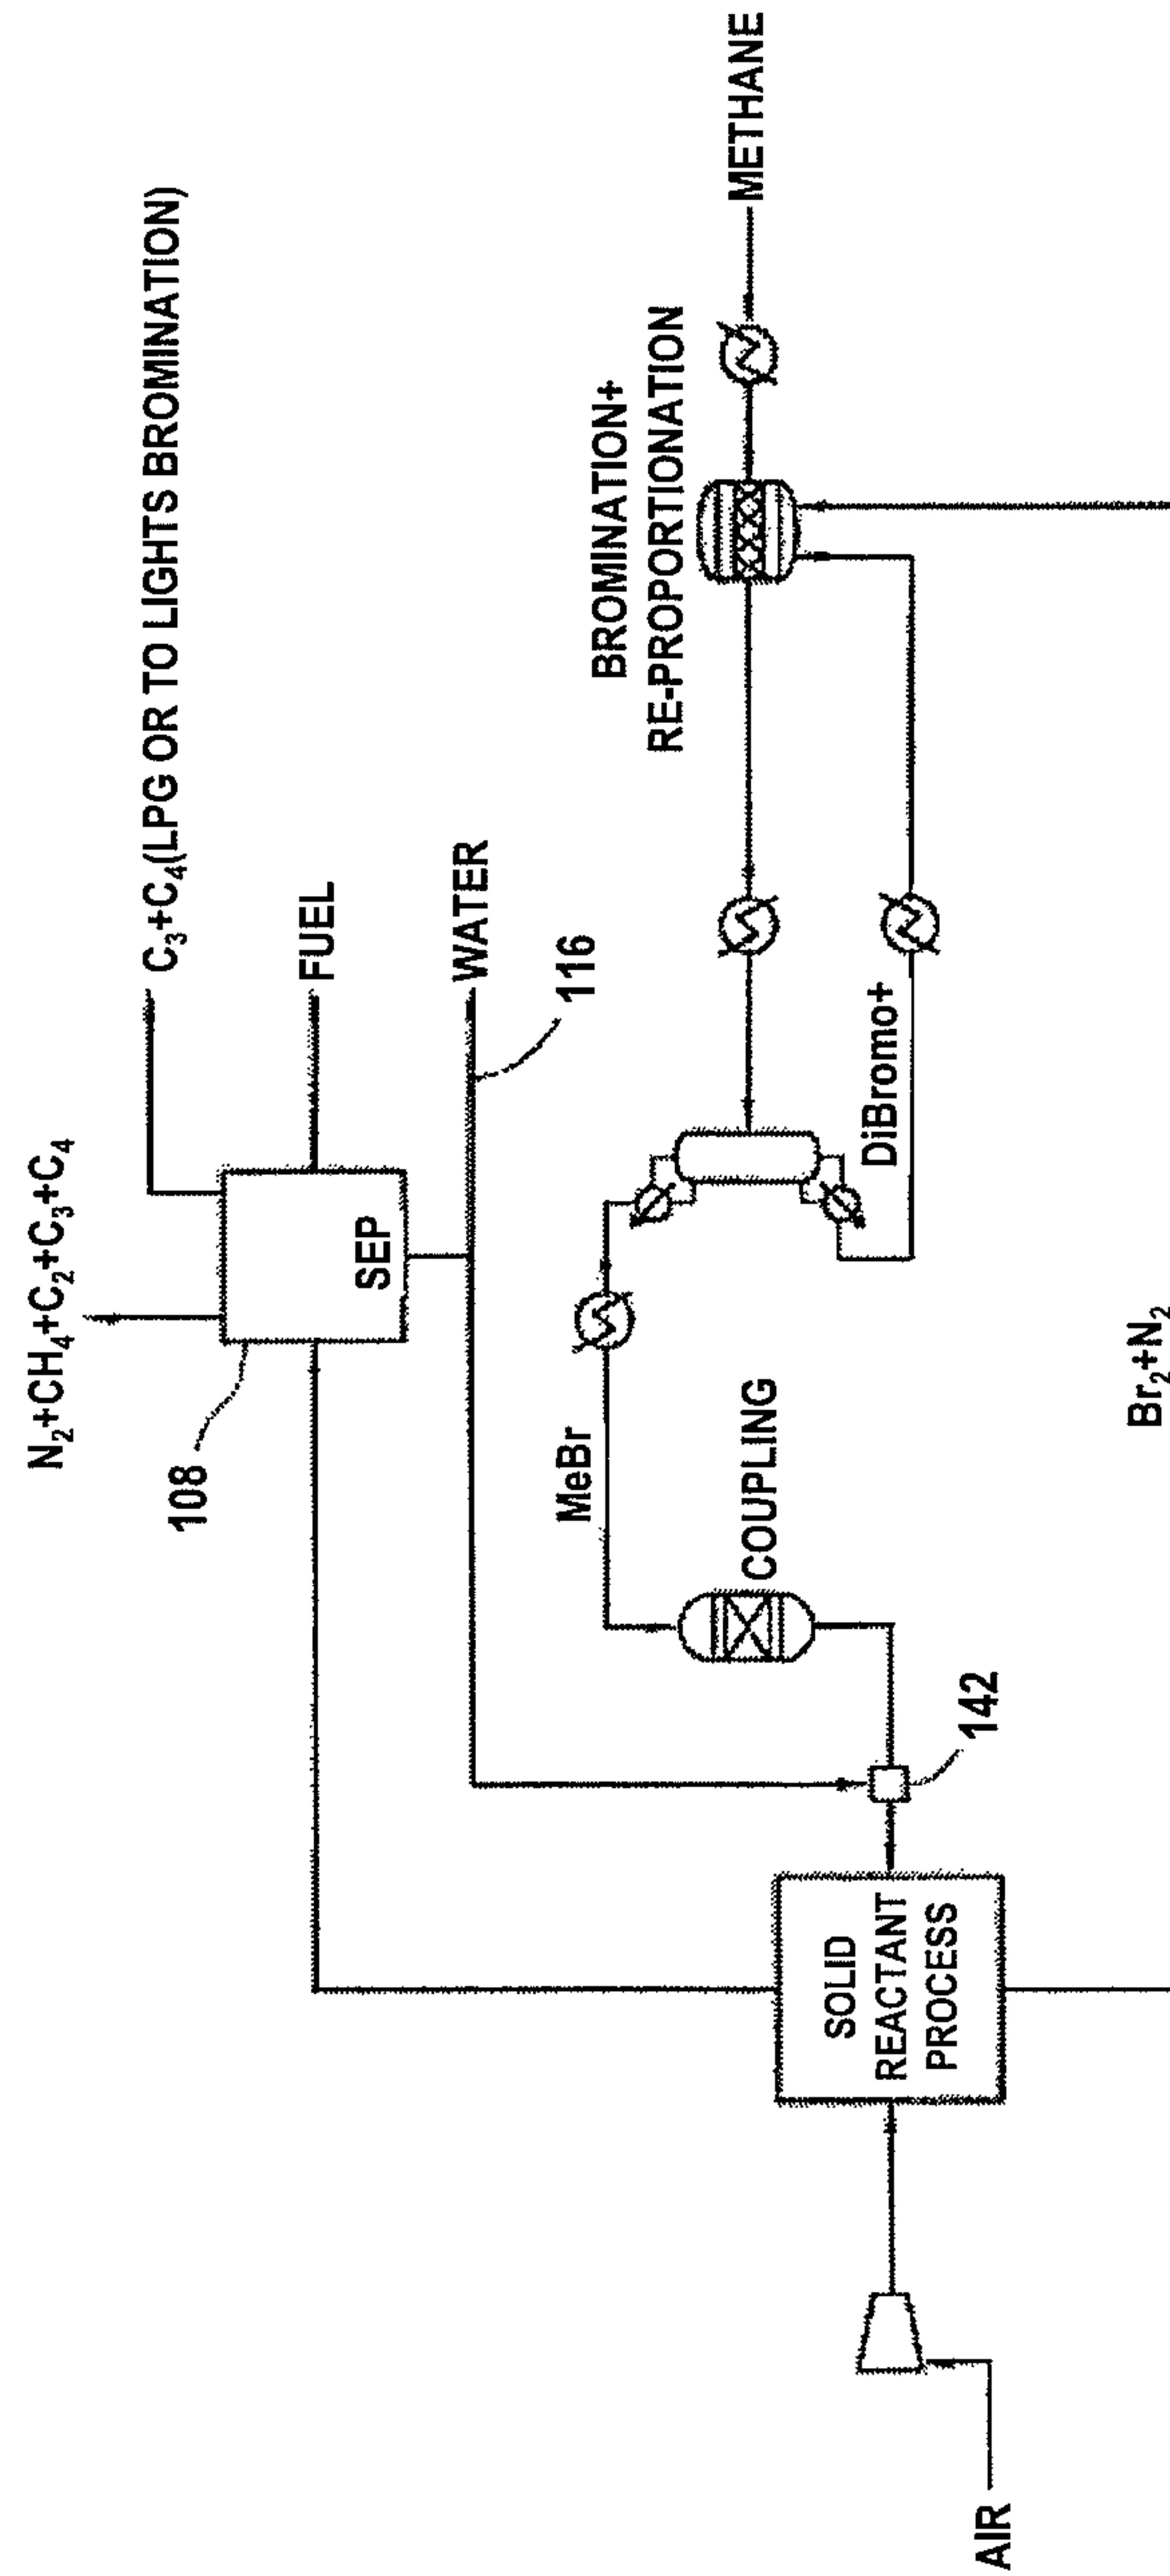 N₂+CH₄+C₂+C₃+C₄
C₃+C₄(LPG OR TO LIGHTS BROMINATION)
108
FUEL
SEP
WATER
116
MeBr
BROMINATION+
RE-PROPORTIONATION
METHANE
COUPLING
DiBromo+
142
SOLID
REACTANT
PROCESS
AIR
Br₂+N₂